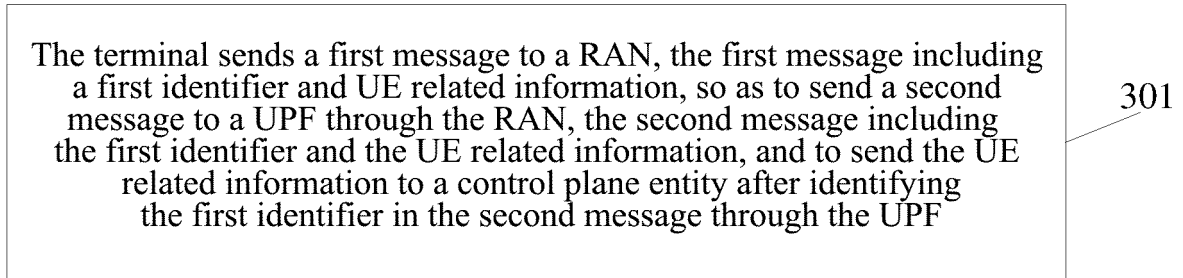 The terminal sends a first message to a RAN, the first message including
a first identifier and UE related information, so as to send a second
message to a UPF through the RAN, the second message including
the first identifier and the UE related information, and to send the UE
related information to a control plane entity after identifying
the first identifier in the second message through the UPF
301